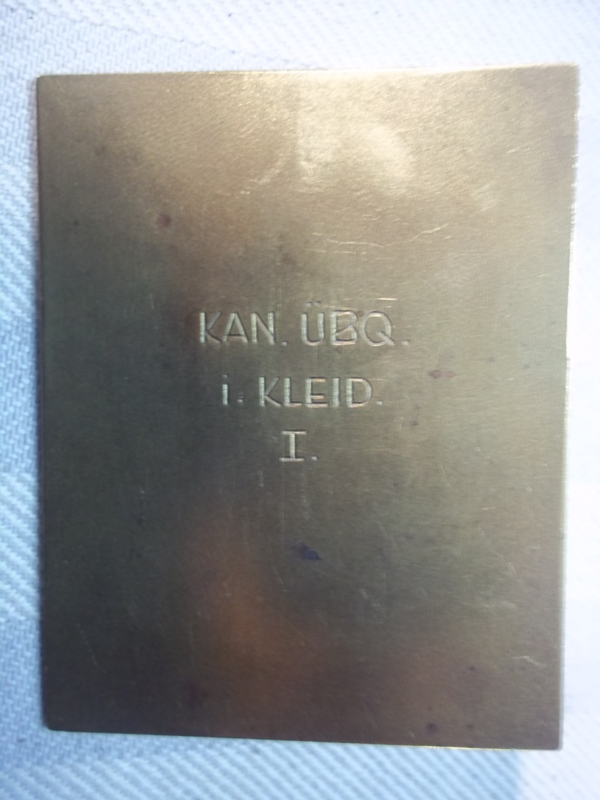 KAN. ÜBQ.
i. KLEID.
I.